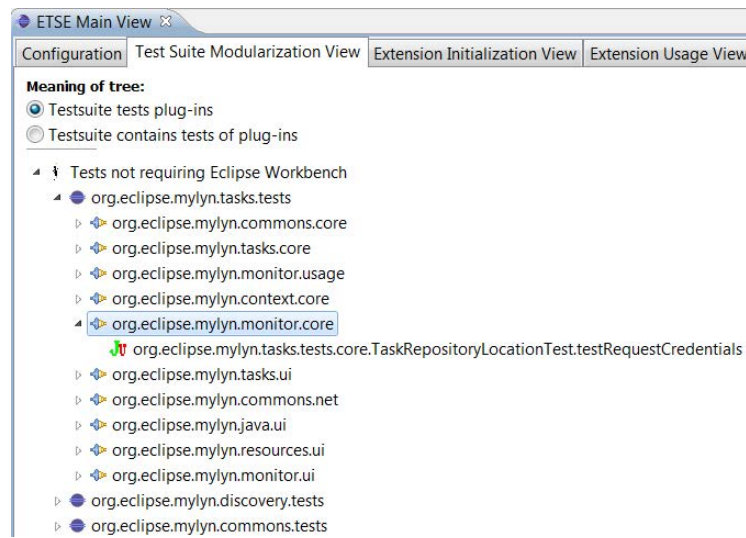 ETSE Main View
Configuration Test Suite Modularization View Extension Initialization View Extension Usage View
Meaning of tree:
Testsuite tests plug-ins
Testsuite contains tests of plug-ins
Tests not requiring Eclipse Workbench
org.eclipse.mylyn.tasks.tests
org.eclipse.mylyn.commons.core
org.eclipse.mylyn.tasks.core
org.eclipse.mylyn.monitor.usage
org.eclipse.mylyn.context.core
org.eclipse.mylyn.monitor.core
org.eclipse.mylyn.tasks.tests.core.TaskRepositoryLocationTest.testRequestCredentials
org.eclipse.mylyn.tasks.ui
org.eclipse.mylyn.commons.net
org.eclipse.mylyn.java.ui
org.eclipse.mylyn.resources.ui
org.eclipse.mylyn.monitor.ui
org.eclipse.mylyn.discovery.tests
org.eclipse.mylyn.commons.tests